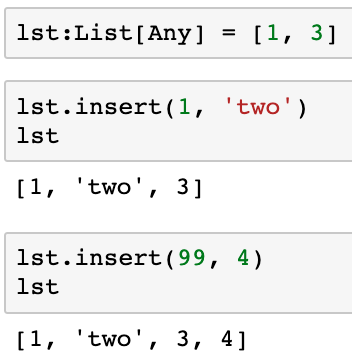 lst:List[Any] = [1, 3]
lst.insert(1, 'two')
lst
[1, 'two', 3]
lst.insert(99, 4)
lst
[1, 'two', 3, 4]